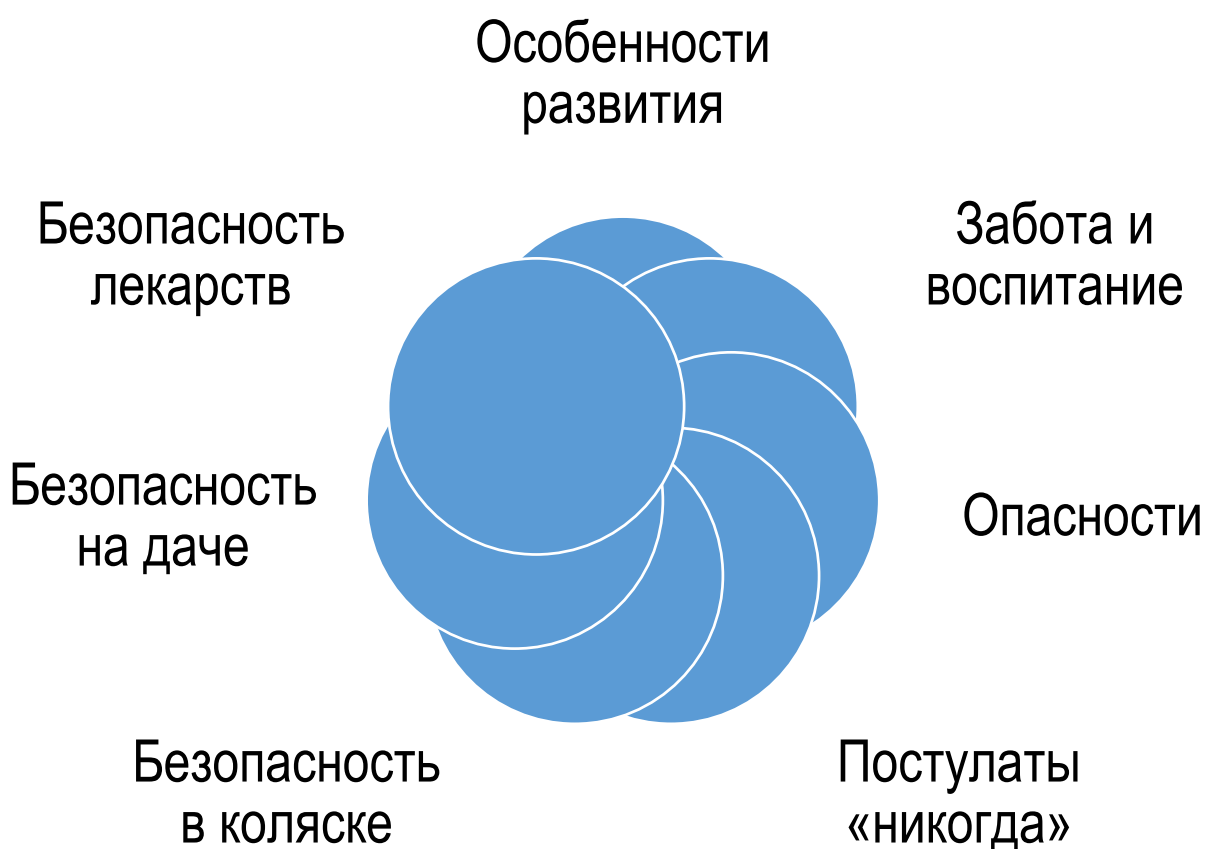 Особенности
развития
Забота и
воспитание
Опасности
Постулаты
«никогда»
Безопасность
в коляске
Безопасность
на даче
Безопасность
лекарств